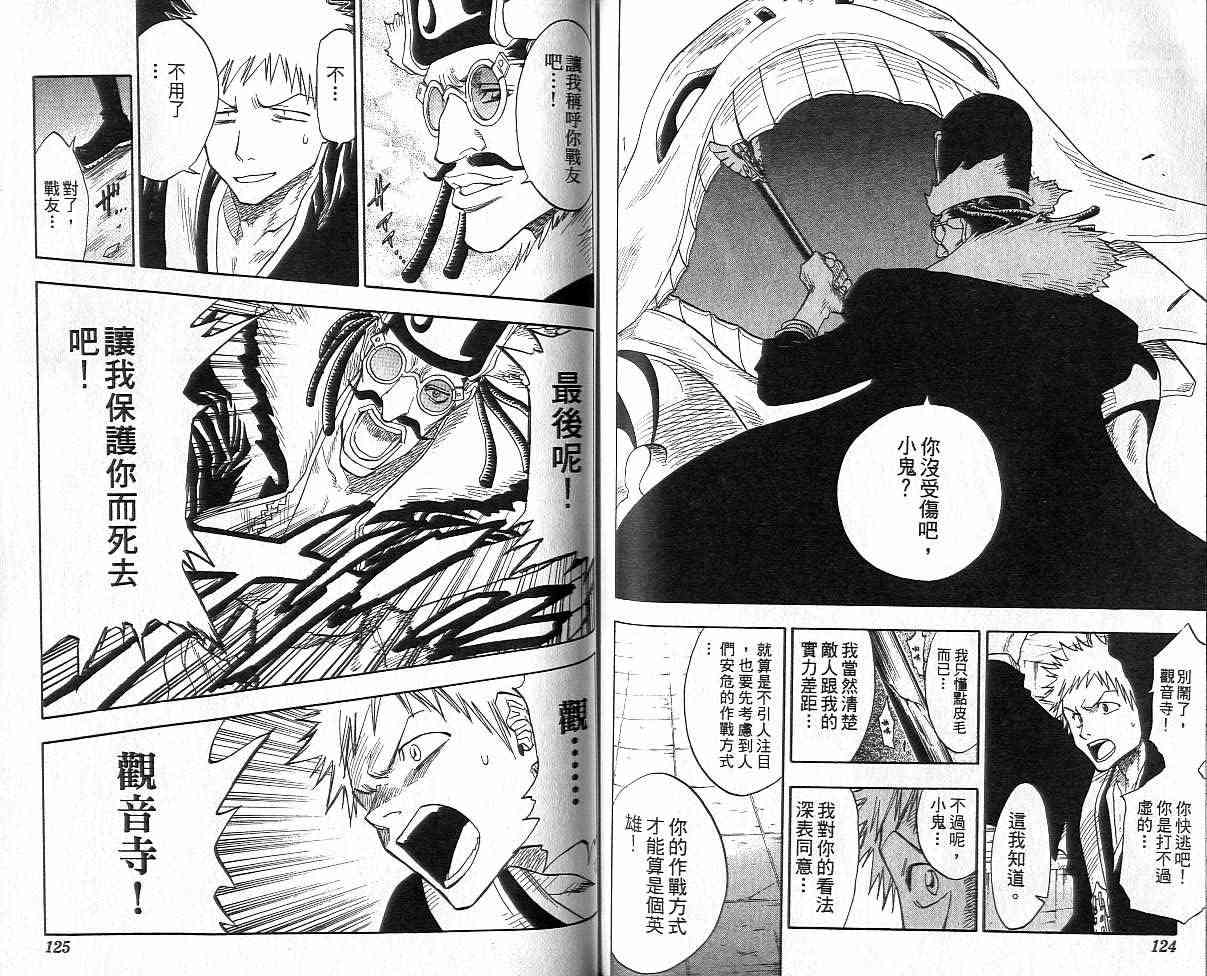 你沒受傷吧，
小鬼？
別鬧了，
觀音寺！
你快逃吧！
你是打不過
虛的…
這我知道。
我只懂點皮毛
而已…
我當然清楚
敵人跟我的
實力差距…
不過呢，
小鬼…
我對你的看法
深表同意…
就算是不引人注目
，也要先考慮到人
們安危的作戰方式
…
你的作戰方式
才能算是個英
雄！
124
讓我稱呼你戰友
吧…！
不…
不用了
…
對了，
戰友…
最後呢！
讓我保護你而死去
吧！
觀……
觀音寺！
125